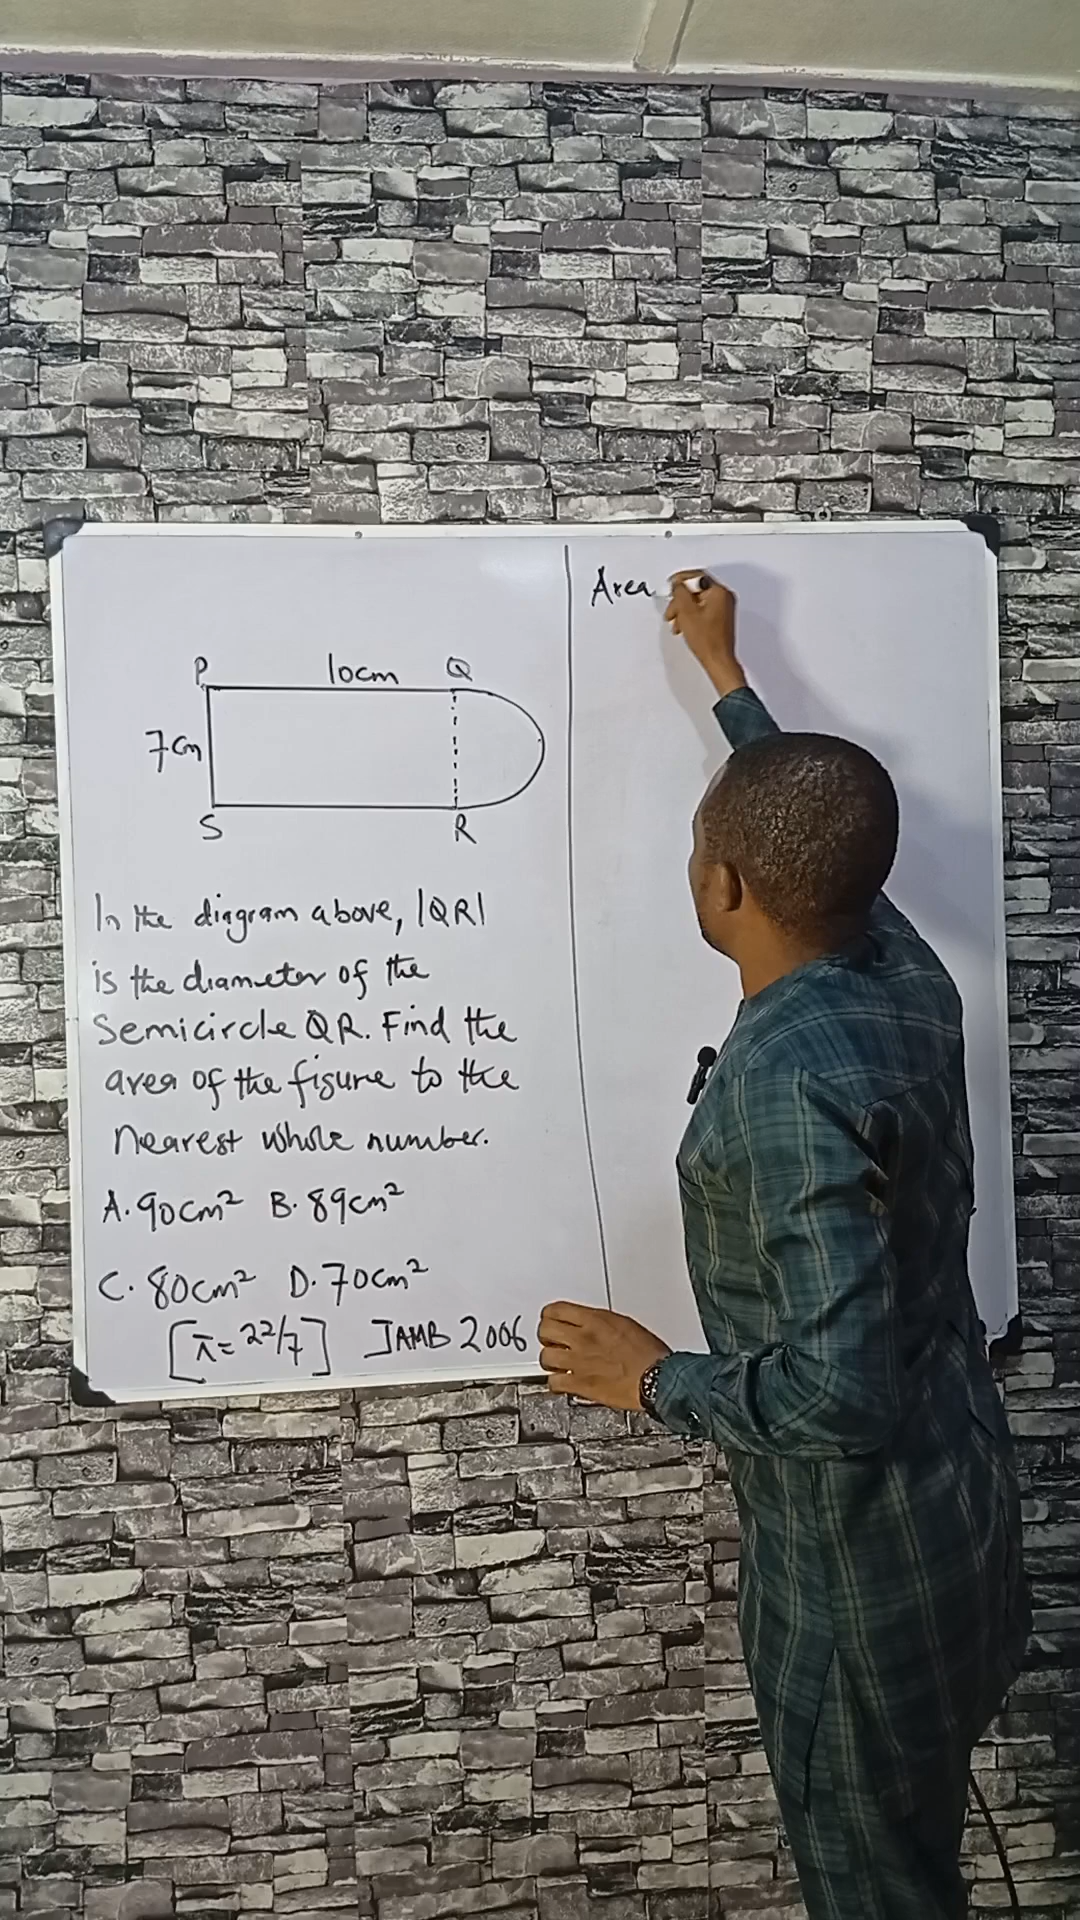 P 10cm Q
7cm
S R
In the diagram above, |QR|
is the diameter of the
Semicircle QR. Find the
area of the figure to the
nearest whole number.
A. 90cm² B. 89cm²
C. 80cm² D. 70cm²
[π = 22/7] JAMB 2006
Area